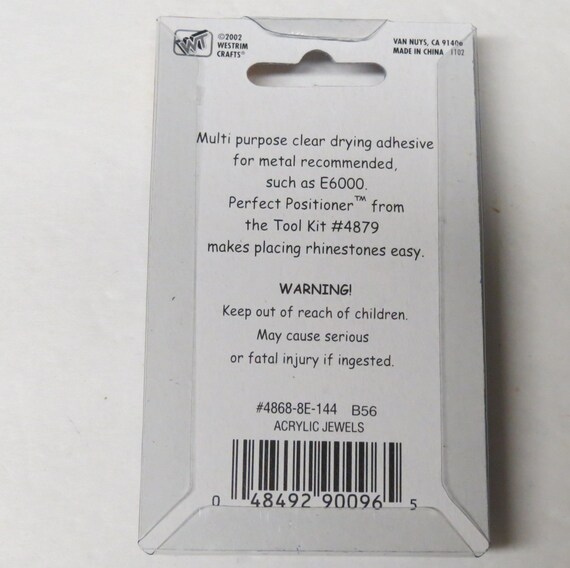 WT ©2002
WESTRIM
CRAFTS®
VAN NUYS, CA 91406
MADE IN CHINA 1102
Multi purpose clear drying adhesive
for metal recommended,
such as E6000.
Perfect Positioner™ from
the Tool Kit #4879
makes placing rhinestones easy.
WARNING!
Keep out of reach of children.
May cause serious
or fatal injury if ingested.
#4868-8E-144 B56
ACRYLIC JEWELS
0 48492 90096 5